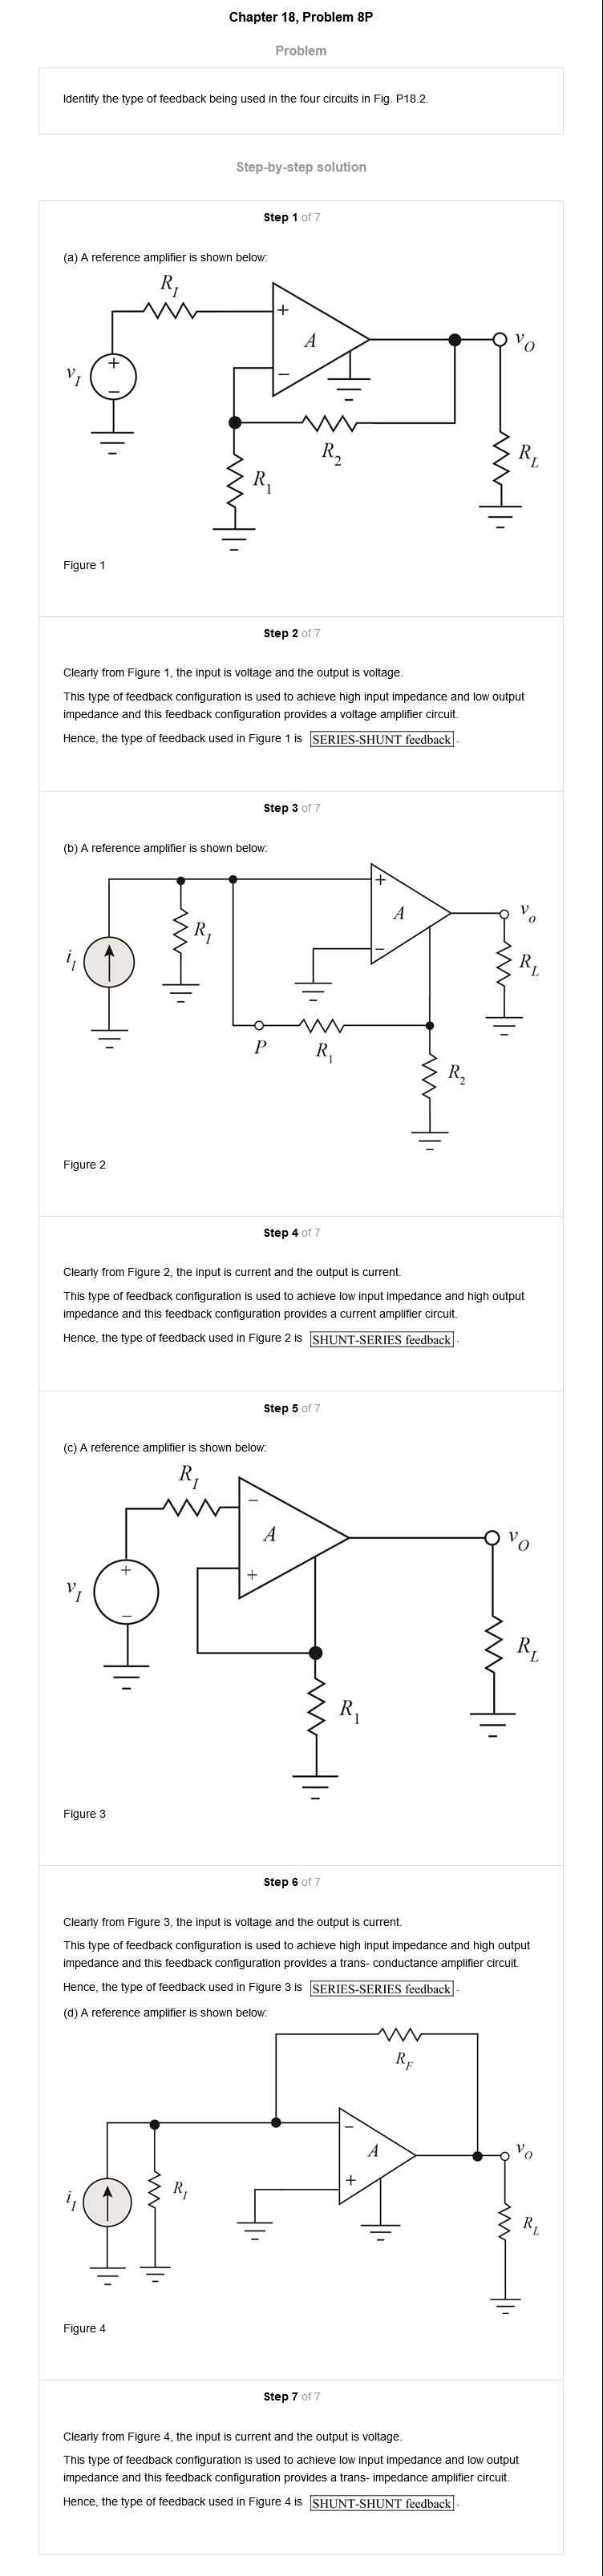 Chapter 18, Problem 8P
Problem
Identify the type of feedback being used in the four circuits in Fig. P18.2.
Step-by-step solution
Step 1 of 7
(a) A reference amplifier is shown below:
R_I
+
A
v_O
v_I
+
−
−
R_2
R_L
R_1
Figure 1
Step 2 of 7
Clearly from Figure 1, the input is voltage and the output is voltage.
This type of feedback configuration is used to achieve high input impedance and low output
impedance and this feedback configuration provides a voltage amplifier circuit.
Hence, the type of feedback used in Figure 1 is SERIES-SHUNT feedback .
Step 3 of 7
(b) A reference amplifier is shown below:
+
A
v_o
R_I
−
i_I
R_L
P
R_1
R_2
Figure 2
Step 4 of 7
Clearly from Figure 2, the input is current and the output is current.
This type of feedback configuration is used to achieve low input impedance and high output
impedance and this feedback configuration provides a current amplifier circuit.
Hence, the type of feedback used in Figure 2 is SHUNT-SERIES feedback .
Step 5 of 7
(c) A reference amplifier is shown below:
R_I
−
A
v_O
+
+
v_I
−
R_L
R_1
Figure 3
Step 6 of 7
Clearly from Figure 3, the input is voltage and the output is current.
This type of feedback configuration is used to achieve high input impedance and high output
impedance and this feedback configuration provides a trans- conductance amplifier circuit.
Hence, the type of feedback used in Figure 3 is SERIES-SERIES feedback .
(d) A reference amplifier is shown below:
R_F
−
A
v_O
+
i_I
R_I
R_L
Figure 4
Step 7 of 7
Clearly from Figure 4, the input is current and the output is voltage.
This type of feedback configuration is used to achieve low input impedance and low output
impedance and this feedback configuration provides a trans- impedance amplifier circuit.
Hence, the type of feedback used in Figure 4 is SHUNT-SHUNT feedback .